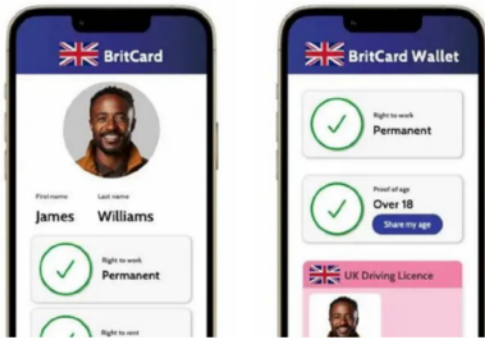 BritCard
First name Last name
James Williams
Right to work
Permanent
Right to rent
BritCard Wallet
Right to work
Permanent
Proof of age
Over 18
Share my age
UK Driving Licence